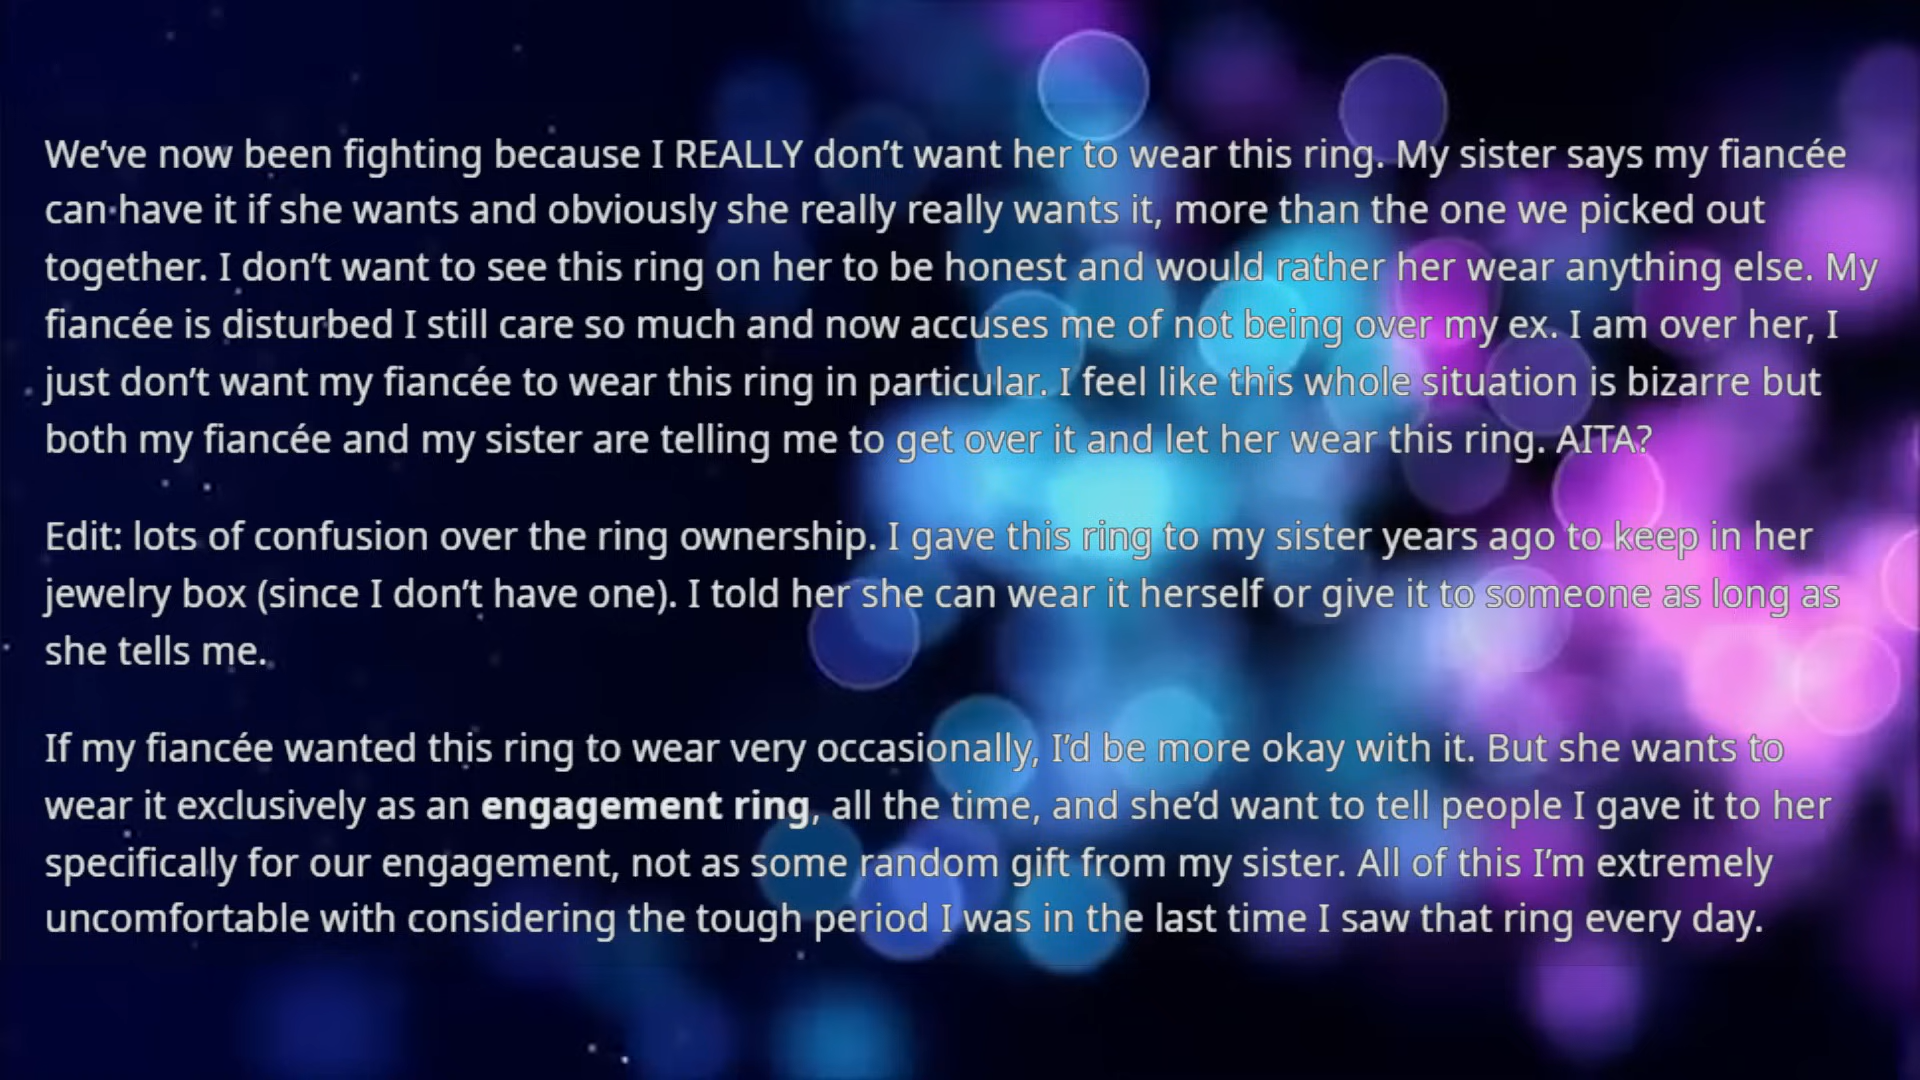 We’ve now been fighting because I REALLY don’t want her to wear this ring. My sister says my fiancée
can have it if she wants and obviously she really really wants it, more than the one we picked out
together. I don’t want to see this ring on her to be honest and would rather her wear anything else. My
fiancée is disturbed I still care so much and now accuses me of not being over my ex. I am over her, I
just don’t want my fiancée to wear this ring in particular. I feel like this whole situation is bizarre but
both my fiancée and my sister are telling me to get over it and let her wear this ring. AITA?
Edit: lots of confusion over the ring ownership. I gave this ring to my sister years ago to keep in her
jewelry box (since I don’t have one). I told her she can wear it herself or give it to someone as long as
she tells me.
If my fiancée wanted this ring to wear very occasionally, I’d be more okay with it. But she wants to
wear it exclusively as an engagement ring, all the time, and she’d want to tell people I gave it to her
specifically for our engagement, not as some random gift from my sister. All of this I’m extremely
uncomfortable with considering the tough period I was in the last time I saw that ring every day.